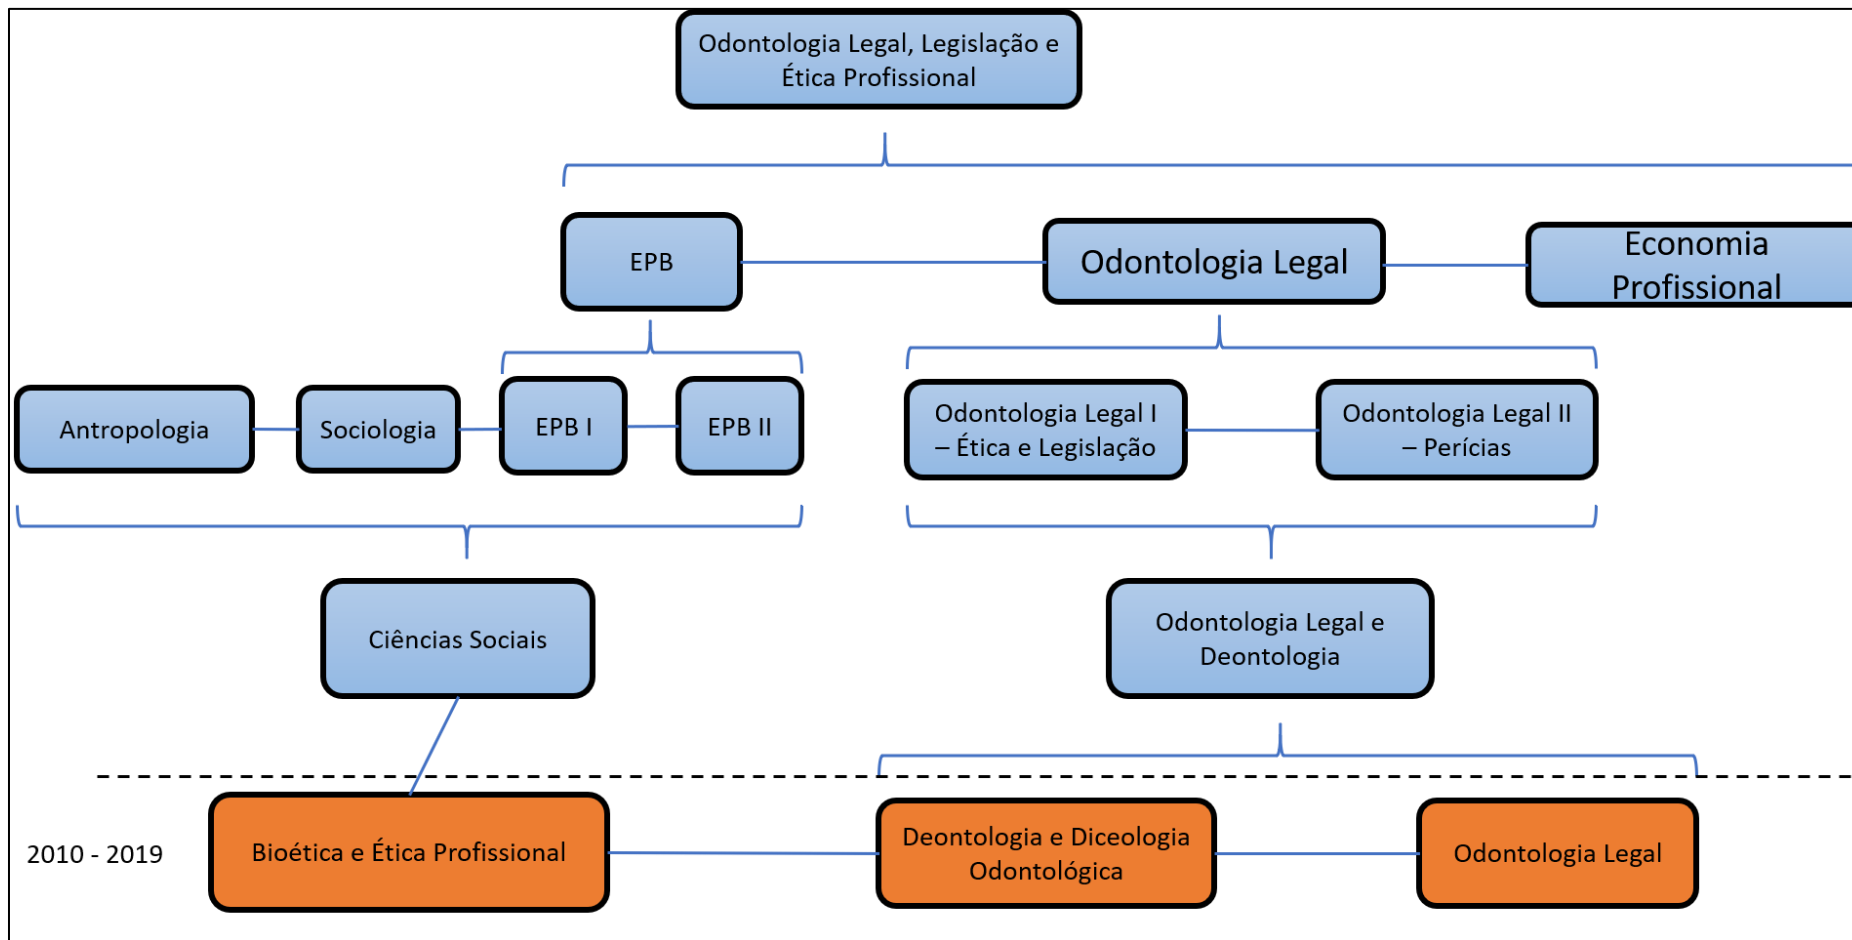 Odontologia Legal, Legislação e
Ética Profissional
EPB
Odontologia Legal
Economia
Profissional
Antropologia
Sociologia
EPB I
EPB II
Odontologia Legal I
– Ética e Legislação
Odontologia Legal II
– Perícias
Ciências Sociais
Odontologia Legal e
Deontologia
2010 - 2019
Bioética e Ética Profissional
Deontologia e Diceologia
Odontológica
Odontologia Legal